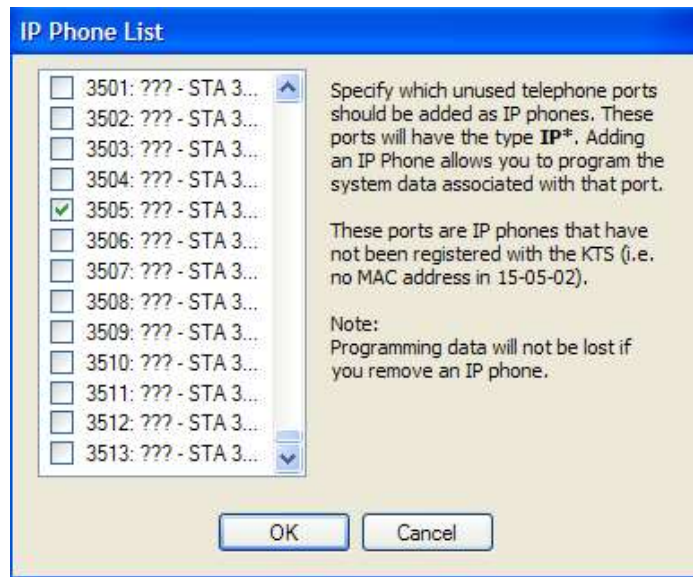 IP Phone List
3501: ??? - STA 3...
3502: ??? - STA 3...
3503: ??? - STA 3...
3504: ??? - STA 3...
3505: ??? - STA 3...
3506: ??? - STA 3...
3507: ??? - STA 3...
3508: ??? - STA 3...
3509: ??? - STA 3...
3510: ??? - STA 3...
3511: ??? - STA 3...
3512: ??? - STA 3...
3513: ??? - STA 3...
Specify which unused telephone ports
should be added as IP phones. These
ports will have the type IP*. Adding
an IP Phone allows you to program the
system data associated with that port.
These ports are IP phones that have
not been registered with the KTS (i.e.
no MAC address in 15-05-02).
Note:
Programming data will not be lost if
you remove an IP phone.
OK
Cancel